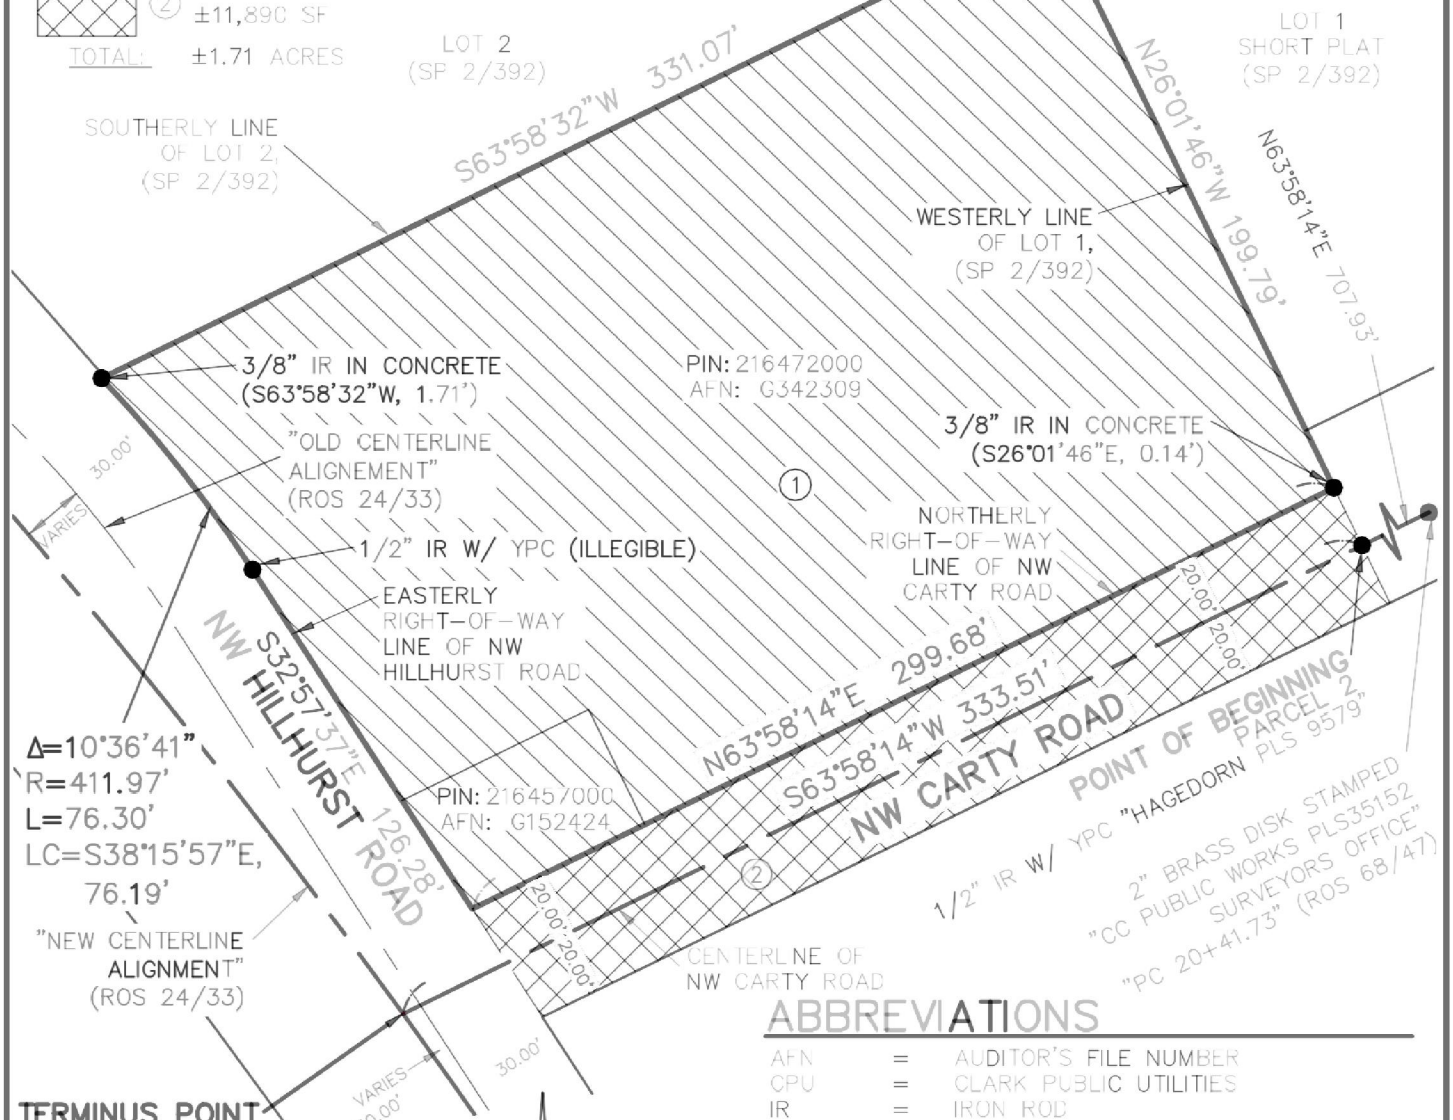 2
±11,890 SF
TOTAL: ±1.71 ACRES
LOT 2
(SP 2/392)
LOT 1
SHORT PLAT
(SP 2/392)
S63°58'32"W 331.07'
N26°01'46"W 199.79'
N63°58'14"E 707.93'
SOUTHERLY LINE
OF LOT 2,
(SP 2/392)
WESTERLY LINE
OF LOT 1,
(SP 2/392)
3/8" IR IN CONCRETE
(S63°58'32"W, 1.71')
PIN: 216472000
AFN: G342309
3/8" IR IN CONCRETE
(S26°01'46"E, 0.14')
30.00'
VARIES
"OLD CENTERLINE
ALIGNEMENT"
(ROS 24/33)
1
NORTHERLY
RIGHT-OF-WAY
LINE OF NW
CARTY ROAD
1/2" IR W/ YPC (ILLEGIBLE)
EASTERLY
RIGHT-OF-WAY
LINE OF NW
HILLHURST ROAD
20.00'
20.00'
S32°57'37"E 126.28'
NW HILLHURST ROAD
N63°58'14"E 299.68'
S63°58'14"W 333.51'
NW CARTY ROAD
POINT OF BEGINNING
PARCEL 2,
1/2" IR W/ YPC "HAGEDORN PLS 9579"
2" BRASS DISK STAMPED
"CC PUBLIC WORKS PLS35152
SURVEYORS OFFICE"
"PC 20+41.73" (ROS 68/47)
Δ=10°36'41"
R=411.97'
L=76.30'
LC=S38°15'57"E,
76.19'
PIN: 216457000
AFN: G152424
2
20.00'
20.00'
"NEW CENTERLINE
ALIGNMENT"
(ROS 24/33)
CENTERLINE OF
NW CARTY ROAD
30.00'
VARIES
TERMINUS POINT
ABBREVIATIONS
AFN = AUDITOR'S FILE NUMBER
CPU = CLARK PUBLIC UTILITIES
IR = IRON ROD